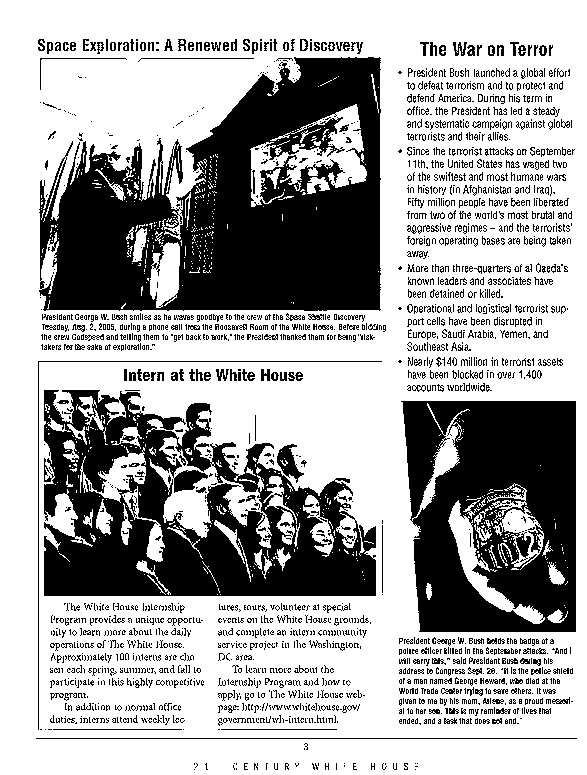 Space Exploration: A Renewed Spirit of Discovery
President George W. Bush smiles as he waves goodbye to the crew of the Space Shuttle Discovery
Tuesday, Aug. 2, 2005, during a phone call from the Roosevelt Room of the White House. Before bidding
the crew Godspeed and telling them to "get back to work," the President thanked them for being "risk-
takers for the sake of exploration."
Intern at the White House
The White House Internship
Program provides a unique opportu-
nity to learn more about the daily
operations of The White House.
Approximately 100 interns are cho
sen each spring, summer, and fall to
participate in this highly competitive
program.
In addition to normal office
duties, interns attend weekly lec
tures, tours, volunteer at special
events on the White House grounds,
and complete an intern community
service project in the Washington,
DC area.
To learn more about the
Internship Program and how to
apply, go to The White House web-
page: http://www.whitehouse.gov/
government/wh-intern.html.
The War on Terror
• President Bush launched a global effort
to defeat terrorism and to protect and
defend America. During his term in
office, the President has led a steady
and systematic campaign against global
terrorists and their allies.
• Since the terrorist attacks on September
11th, the United States has waged two
of the swiftest and most humane wars
in history (in Afghanistan and Iraq).
Fifty million people have been liberated
from two of the world's most brutal and
aggressive regimes – and the terrorists'
foreign operating bases are being taken
away.
• More than three-quarters of al Qaeda's
known leaders and associates have
been detained or killed.
• Operational and logistical terrorist sup-
port cells have been disrupted in
Europe, Saudi Arabia, Yemen, and
Southeast Asia.
• Nearly $140 million in terrorist assets
have been blocked in over 1,400
accounts worldwide.
President George W. Bush holds the badge of a
police officer killed in the September attacks. "And I
will carry this," said President Bush during his
address to Congress Sept. 20. "It is the police shield
of a man named George Howard, who died at the
World Trade Center trying to save others. It was
given to me by his mom, Arlene, as a proud memori-
al to her son. This is my reminder of lives that
ended, and a task that does not end."
3
21 CENTURY WHITE HOUSE